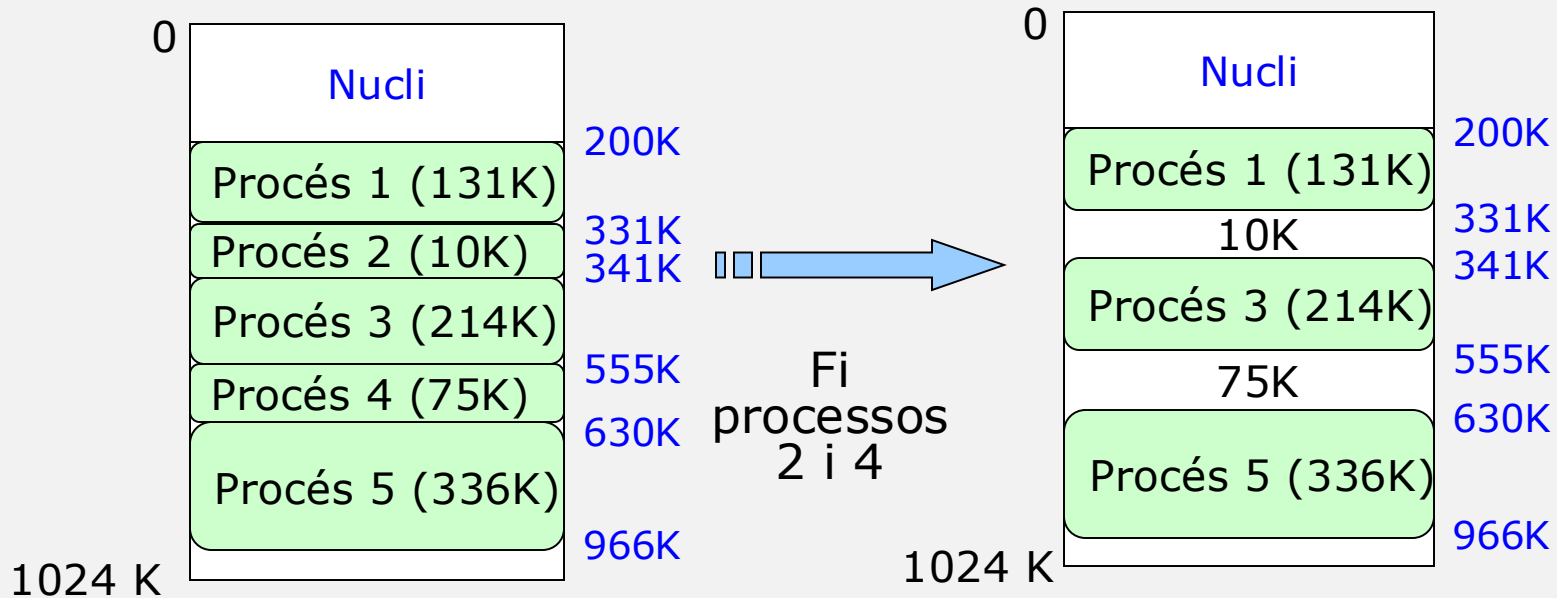 0
Nucli
200K
Procés 1 (131K)
331K
Procés 2 (10K)
341K
Procés 3 (214K)
555K
Procés 4 (75K)
630K
Procés 5 (336K)
966K
1024 K
Fi
processos
2 i 4
0
Nucli
200K
Procés 1 (131K)
331K
10K
341K
Procés 3 (214K)
555K
75K
630K
Procés 5 (336K)
966K
1024 K